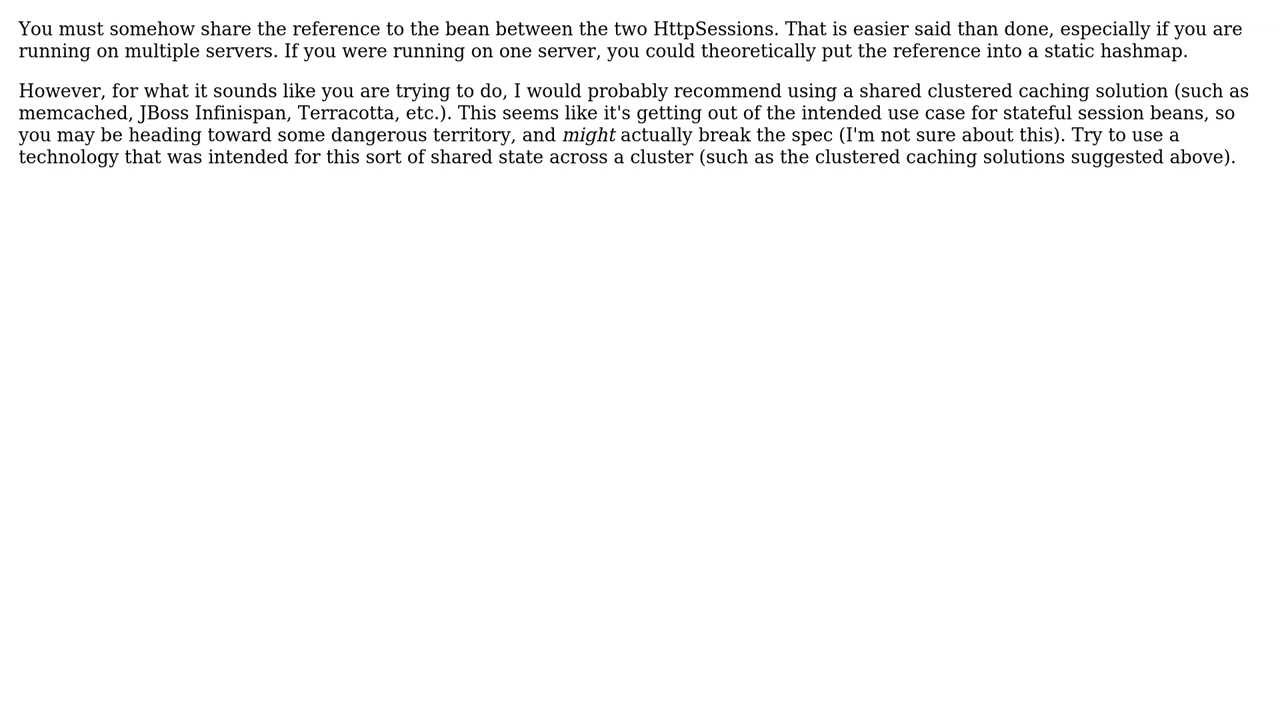 You must somehow share the reference to the bean between the two HttpSessions. That is easier said than done, especially if you are
running on multiple servers. If you were running on one server, you could theoretically put the reference into a static hashmap.
However, for what it sounds like you are trying to do, I would probably recommend using a shared clustered caching solution (such as
memcached, JBoss Infinispan, Terracotta, etc.). This seems like it's getting out of the intended use case for stateful session beans, so
you may be heading toward some dangerous territory, and might actually break the spec (I'm not sure about this). Try to use a
technology that was intended for this sort of shared state across a cluster (such as the clustered caching solutions suggested above).